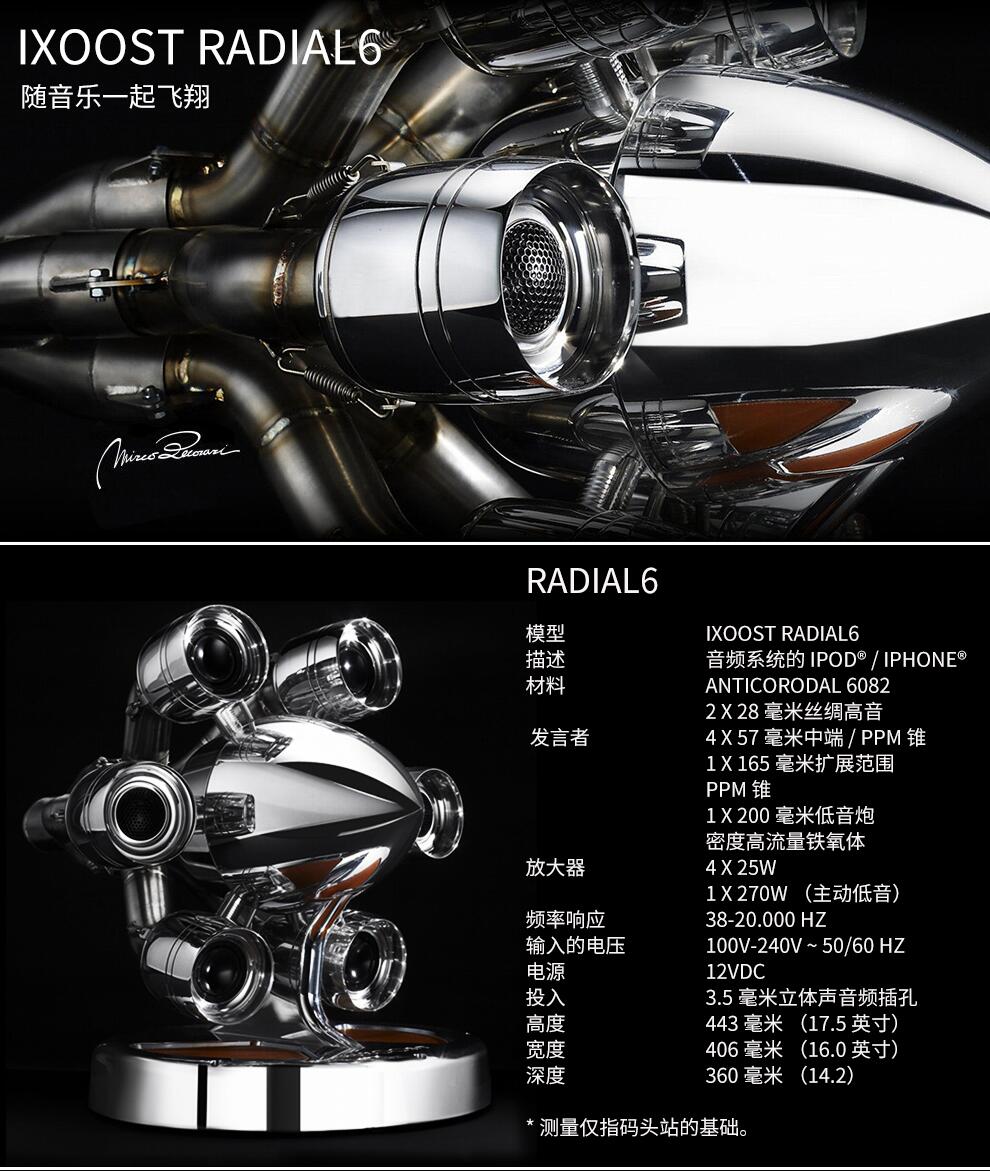 IXOOST RADIAL6
随音乐一起飞翔
RADIAL6
模型 IXOOST RADIAL6
描述 音频系统的 IPOD® / IPHONE®
材料 ANTICORODAL 6082
2 X 28 毫米丝绸高音
发言者 4 X 57 毫米中端 / PPM 锥
1 X 165 毫米扩展范围
PPM 锥
1 X 200 毫米低音炮
密度高流量铁氧体
放大器 4 X 25W
1 X 270W （主动低音）
频率响应 38-20.000 HZ
输入的电压 100V-240V ~ 50/60 HZ
电源 12VDC
投入 3.5 毫米立体声音频插孔
高度 443 毫米 （17.5 英寸）
宽度 406 毫米 （16.0 英寸）
深度 360 毫米 （14.2）
* 测量仅指码头站的基础。